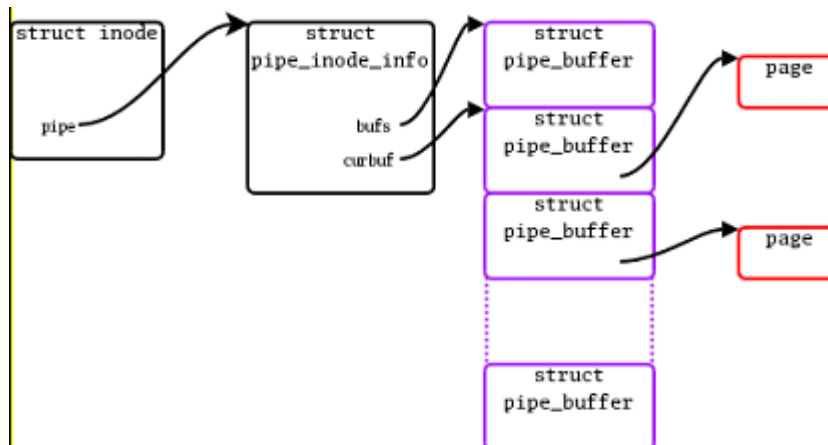 struct inode
pipe
struct
pipe_inode_info
bufs
curbuf
struct
pipe_buffer
struct
pipe_buffer
struct
pipe_buffer
struct
pipe_buffer
page
page